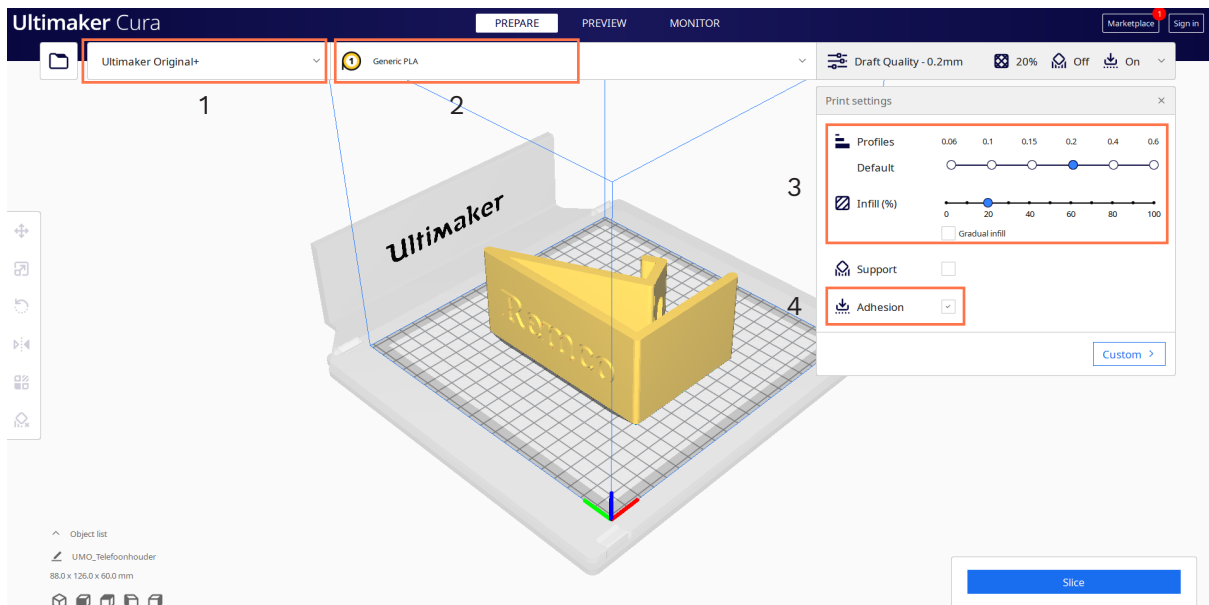 Ultimaker Cura
PREPARE PREVIEW MONITOR
Marketplace 1 Sign in
Ultimaker Original+
1 Generic PLA
Draft Quality - 0.2mm 20% Off On
1
2
Print settings ×
Profiles 0.06 0.1 0.15 0.2 0.4 0.6
Default
3
Infill (%)
0 20 40 60 80 100
Gradual infill
Support
4
Adhesion
Custom >
Ultimaker
Ramco
Object list
UMO_Telefoonhouder
88.0 x 126.0 x 60.0 mm
Slice